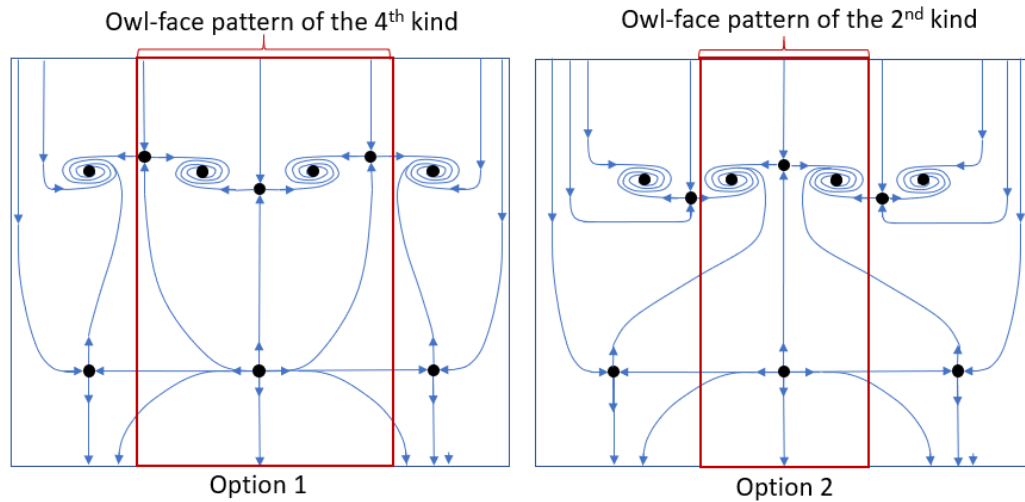 Owl-face pattern of the 4th kind
Owl-face pattern of the 2nd kind
Option 1
Option 2